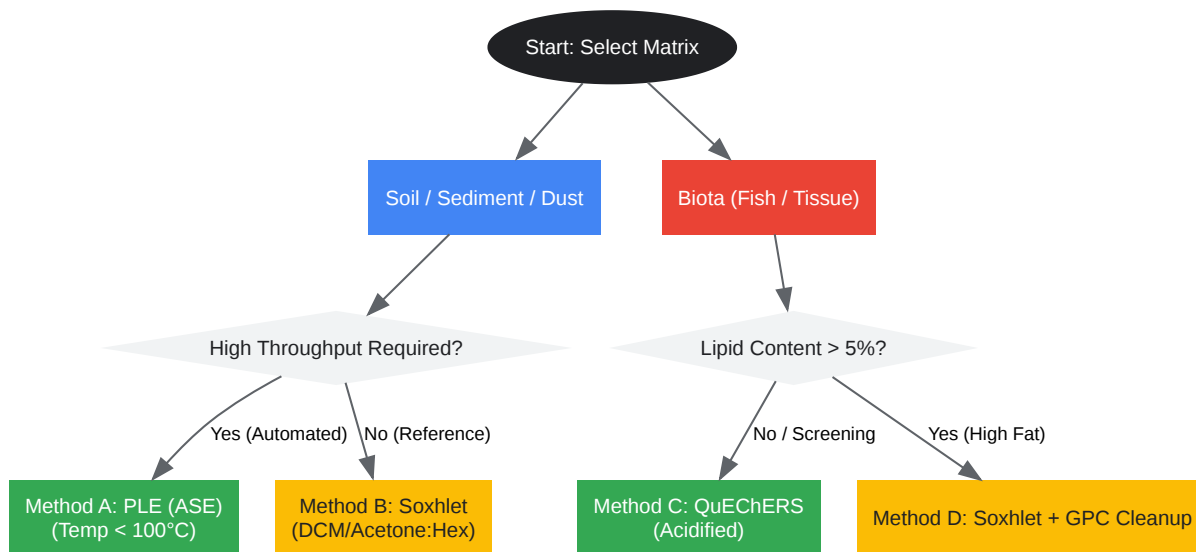 Start: Select Matrix
Soil / Sediment / Dust
Biota (Fish / Tissue)
High Throughput Required?
Lipid Content > 5%?
Yes (Automated)
No (Reference)
No / Screening
Yes (High Fat)
Method A: PLE (ASE)
(Temp < 100°C)
Method B: Soxhlet
(DCM/Acetone:Hex)
Method C: QuEChERS
(Acidified)
Method D: Soxhlet + GPC Cleanup